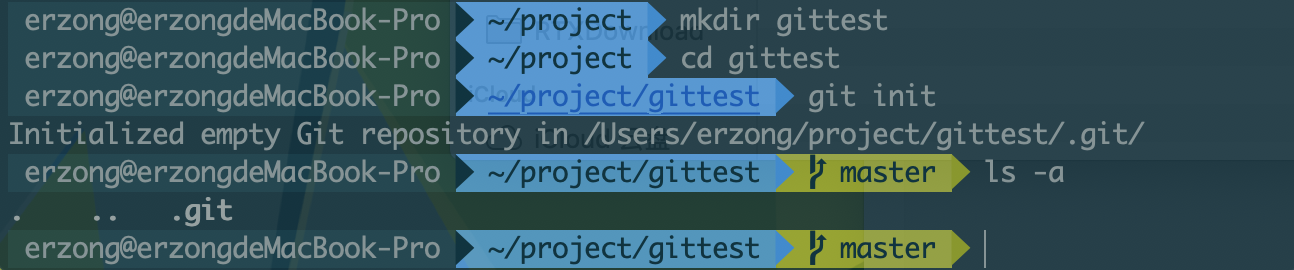 erzong@erzongdeMacBook-Pro ~/project mkdir gittest
erzong@erzongdeMacBook-Pro ~/project cd gittest
erzong@erzongdeMacBook-Pro ~/project/gittest git init
Initialized empty Git repository in /Users/erzong/project/gittest/.git/
erzong@erzongdeMacBook-Pro ~/project/gittest master ls -a
. .. .git
erzong@erzongdeMacBook-Pro ~/project/gittest master